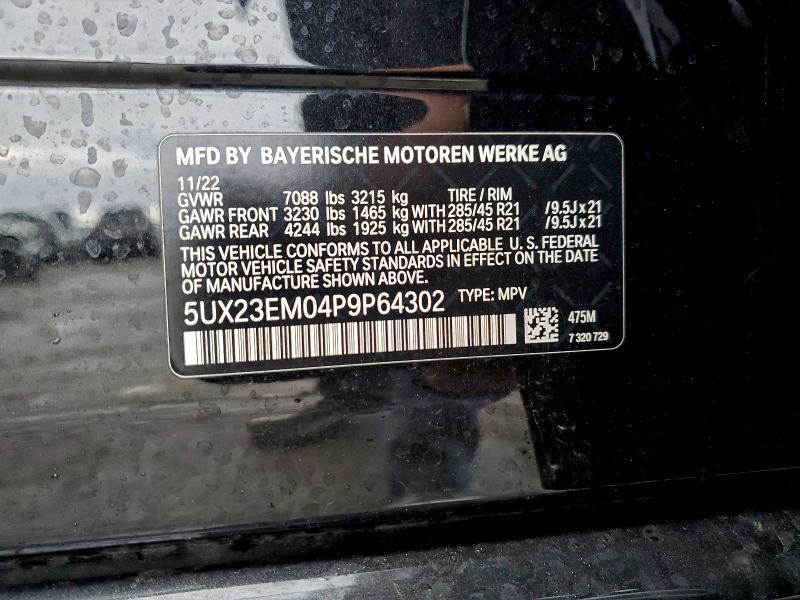 MFD BY BAYERISCHE MOTOREN WERKE AG
11/22
GVWR 7088 lbs 3215 kg TIRE / RIM
GAWR FRONT 3230 lbs 1465 kg WITH 285/45 R21 /9.5J x 21
GAWR REAR 4244 lbs 1925 kg WITH 285/45 R21 /9.5J x 21
THIS VEHICLE CONFORMS TO ALL APPLICABLE U. S. FEDERAL
MOTOR VEHICLE SAFETY STANDARDS IN EFFECT ON THE DATE
OF MANUFACTURE SHOWN ABOVE.
5UX23EM04P9P64302 TYPE: MPV
475M
7 320 729